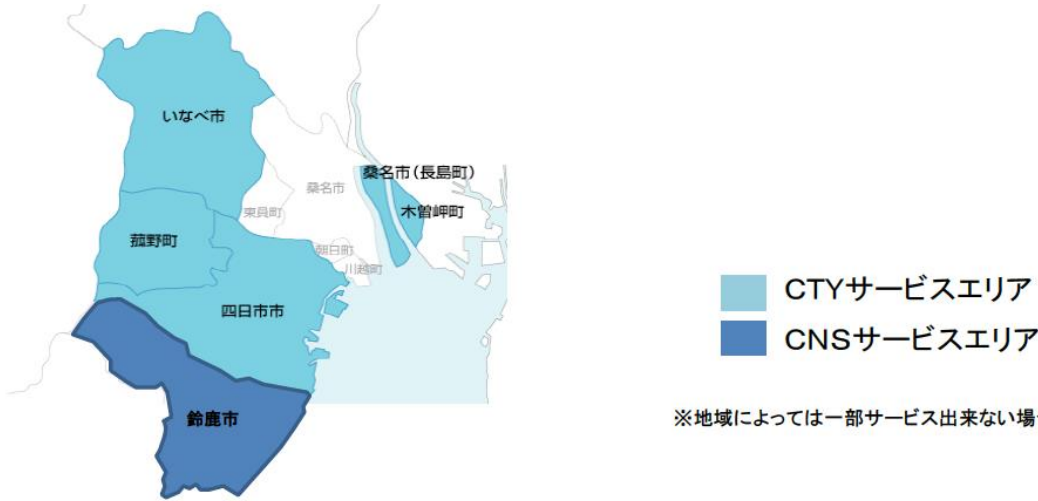 いなべ市
桑名市(長島町)
桑名市
木曽岬町
東員町
菰野町
朝日町
川越町
四日市市
鈴鹿市
CTYサービスエリア
CNSサービスエリア
※地域によっては一部サービス出来ない場